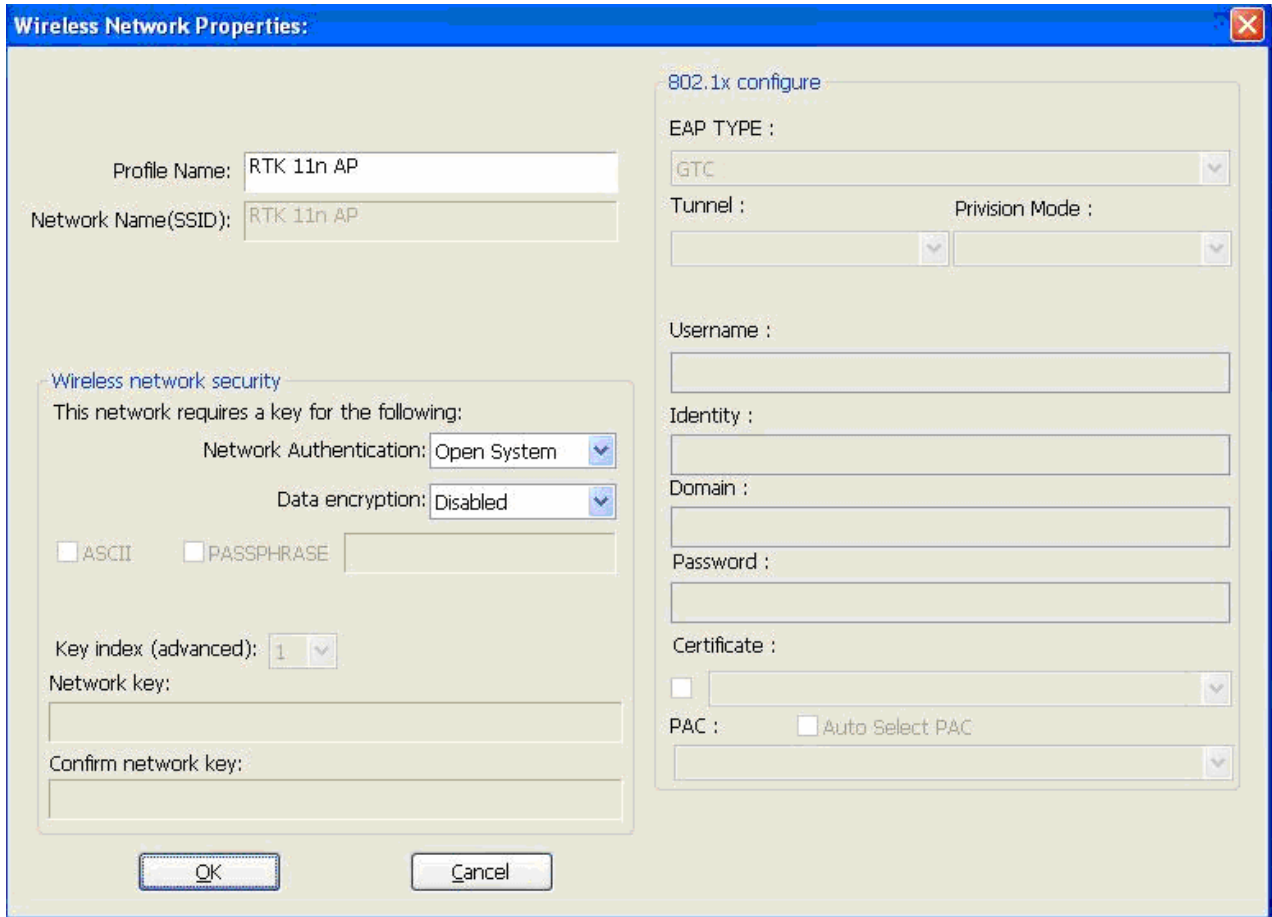 Wireless Network Properties:
Profile Name: RTK 11n AP
Network Name(SSID): RTK 11n AP
Wireless network security
This network requires a key for the following:
Network Authentication: Open System
Data encryption: Disabled
ASCII PASSPHRASE
Key index (advanced): 1
Network key:
Confirm network key:
OK Cancel
802.1x configure
EAP TYPE :
GTC
Tunnel : Privision Mode :
Username :
Identity :
Domain :
Password :
Certificate :
PAC : Auto Select PAC